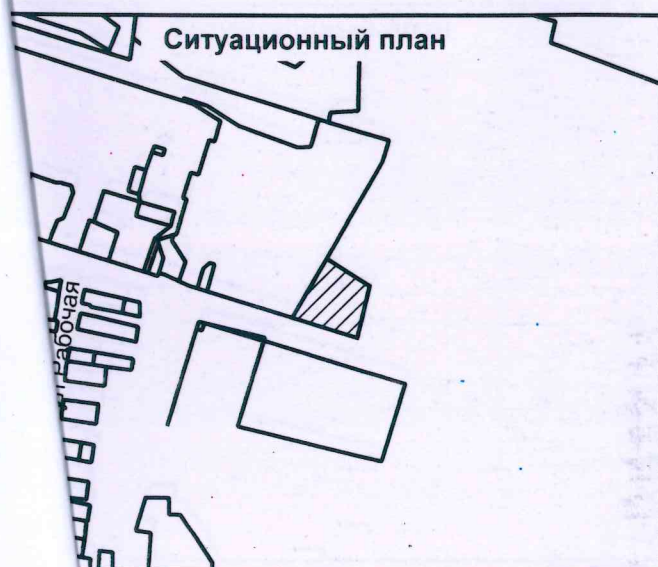 Ситуационный план
Рабочая